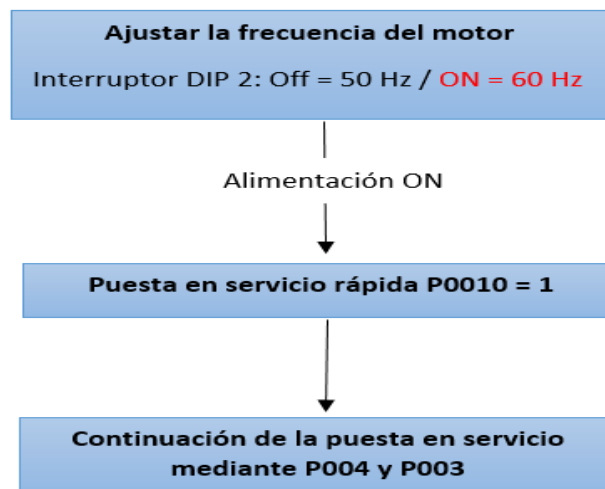 Ajustar la frecuencia del motor
Interruptor DIP 2: Off = 50 Hz / ON = 60 Hz
Alimentación ON
Puesta en servicio rápida P0010 = 1
Continuación de la puesta en servicio
mediante P004 y P003